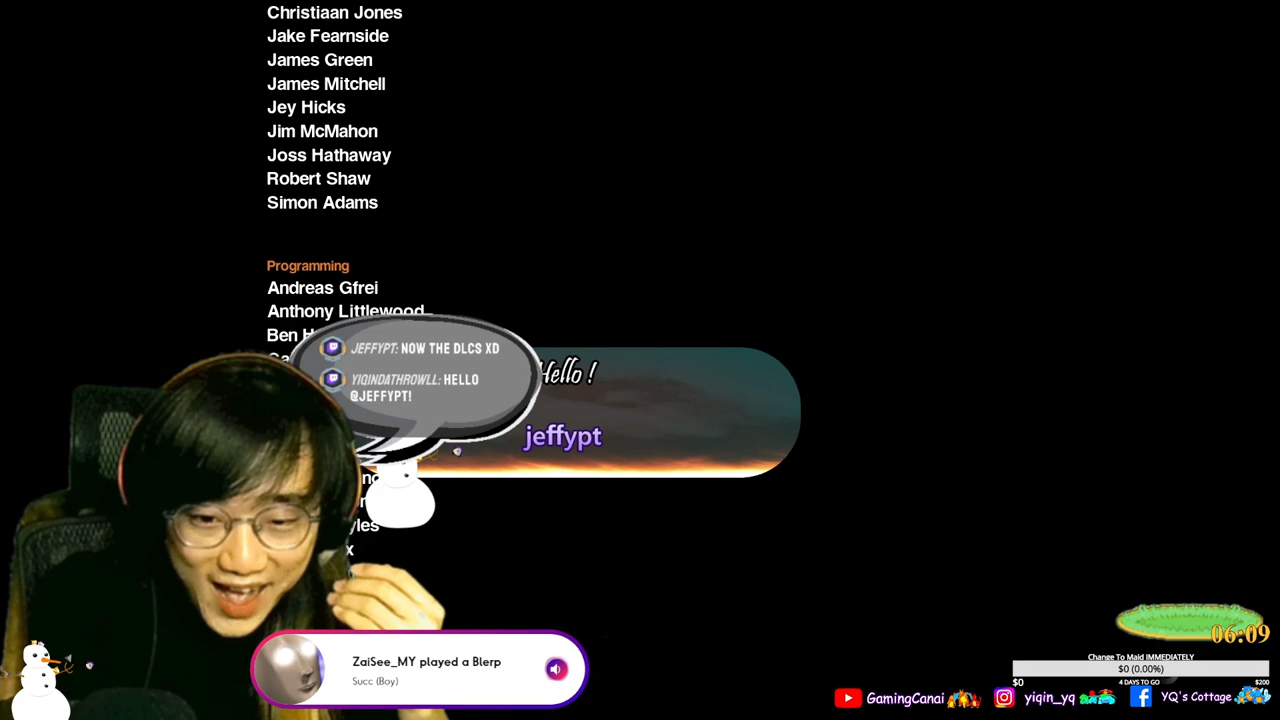 Christiaan Jones
Jake Fearnside
James Green
James Mitchell
Jey Hicks
Jim McMahon
Joss Hathaway
Robert Shaw
Simon Adams
Programming
Andreas Gfrei
Anthony Littlewood
Ben
JEFFYPT: NOW THE DLCS XD
YIQINDATHROWLL: HELLO
@JEFFYPT!
Hello !
jeffypt
ZaiSee_MY played a Blerp
Succ (Boy)
06:09
Change To Maid IMMEDIATELY
$0 (0.00%)
$0 4 DAYS TO GO $200
GamingCanai yiqin_yq YQ's Cottage